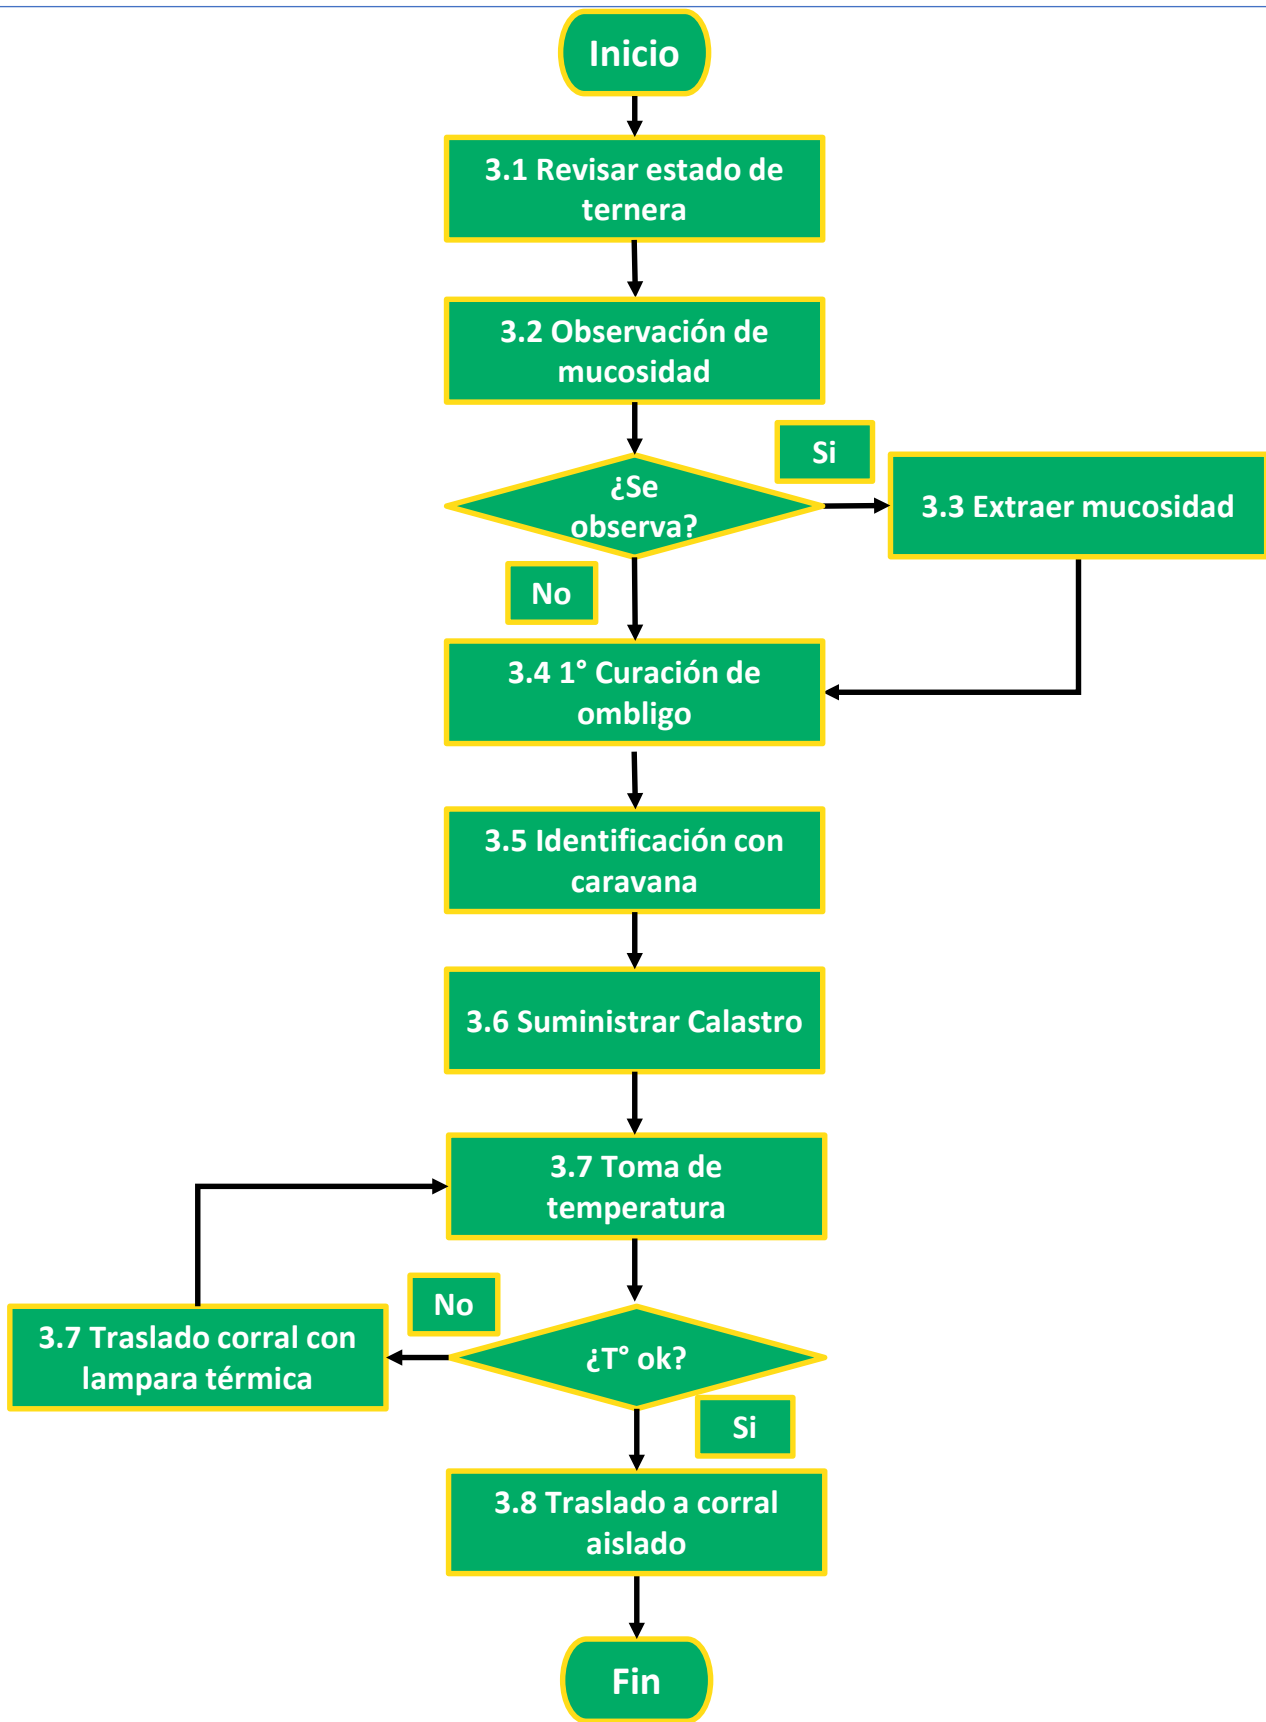 Inicio
3.1 Revisar estado de
ternera
3.2 Observación de
mucosidad
Si
¿Se
observa?
3.3 Extraer mucosidad
No
3.4 1° Curación de
ombligo
3.5 Identificación con
caravana
3.6 Suministrar Calastro
3.7 Toma de
temperatura
No
3.7 Traslado corral con
lampara térmica
¿T° ok?
Si
3.8 Traslado a corral
aislado
Fin